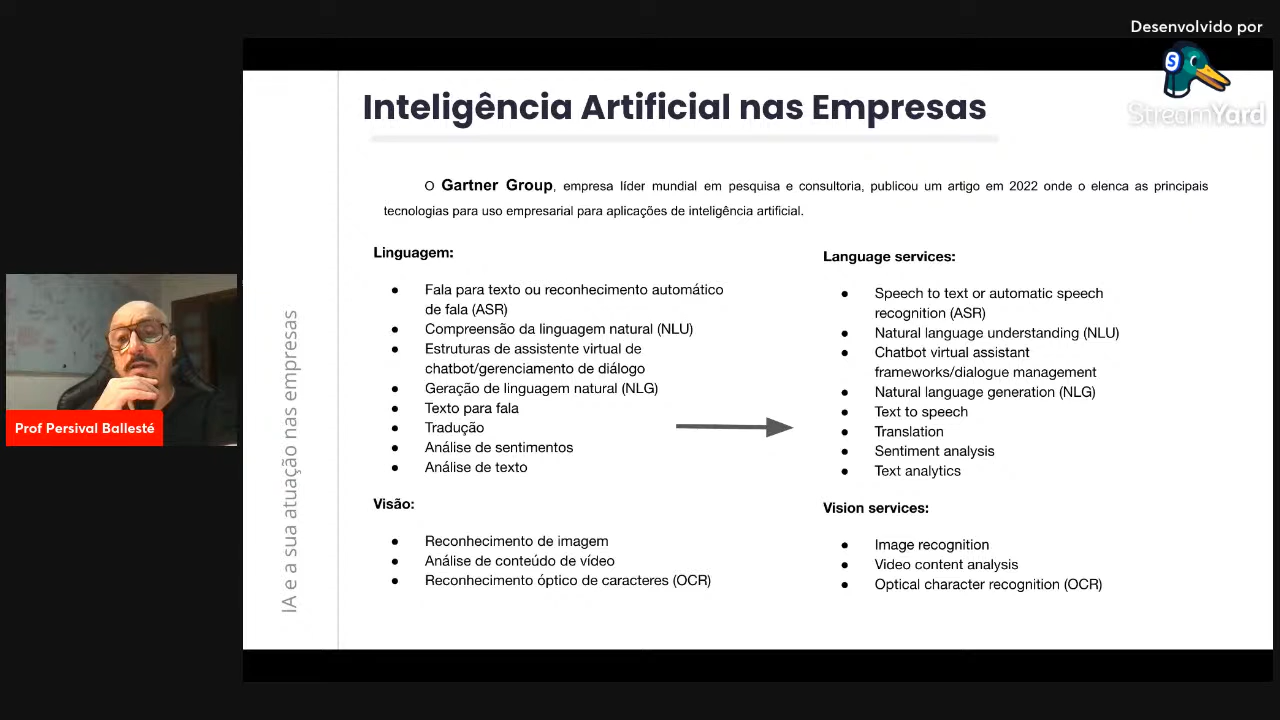 Desenvolvido por
S
StreamYard
Inteligência Artificial nas Empresas
O Gartner Group, empresa líder mundial em pesquisa e consultoria, publicou um artigo em 2022 onde o elenca as principais
tecnologias para uso empresarial para aplicações de inteligência artificial.
Linguagem:
● Fala para texto ou reconhecimento automático
de fala (ASR)
● Compreensão da linguagem natural (NLU)
● Estruturas de assistente virtual de
chatbot/gerenciamento de diálogo
● Geração de linguagem natural (NLG)
● Texto para fala
● Tradução
● Análise de sentimentos
● Análise de texto
Visão:
● Reconhecimento de imagem
● Análise de conteúdo de vídeo
● Reconhecimento óptico de caracteres (OCR)
Language services:
● Speech to text or automatic speech
recognition (ASR)
● Natural language understanding (NLU)
● Chatbot virtual assistant
frameworks/dialogue management
● Natural language generation (NLG)
● Text to speech
● Translation
● Sentiment analysis
● Text analytics
Vision services:
● Image recognition
● Video content analysis
● Optical character recognition (OCR)
IA e a sua atuação nas empresas
Prof Persival Ballesté